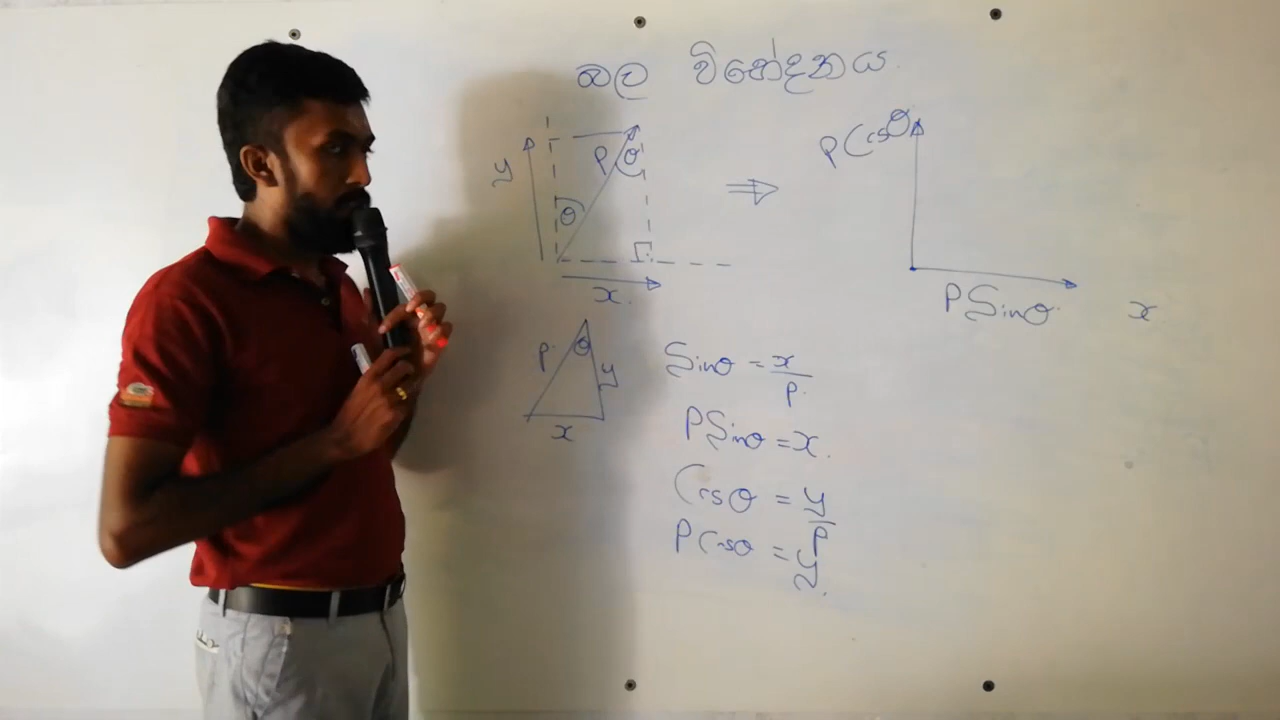 බල විභේදනය.
y
P
θ
θ
x.
⇒
P Cosθ
P Sinθ
x
P
θ
y
x
Sinθ = x/P.
P Sinθ = x.
Cosθ = y/P
P Cosθ = y.